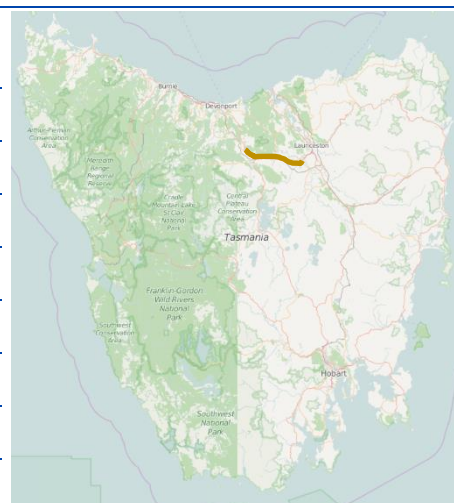 Burnie
Devonport
Launceston
Arthur-Pieman
Conservation
Area
Meredith
Range
Regional
Reserve
Cradle
Mountain-Lake
St Clair
National
Park
Central
Plateau
Conservation
Area
Tasmania
Franklin-Gordon
Wild Rivers
National
Park
Southwest
Conservation
Area
Hobart
Southwest
National
Park